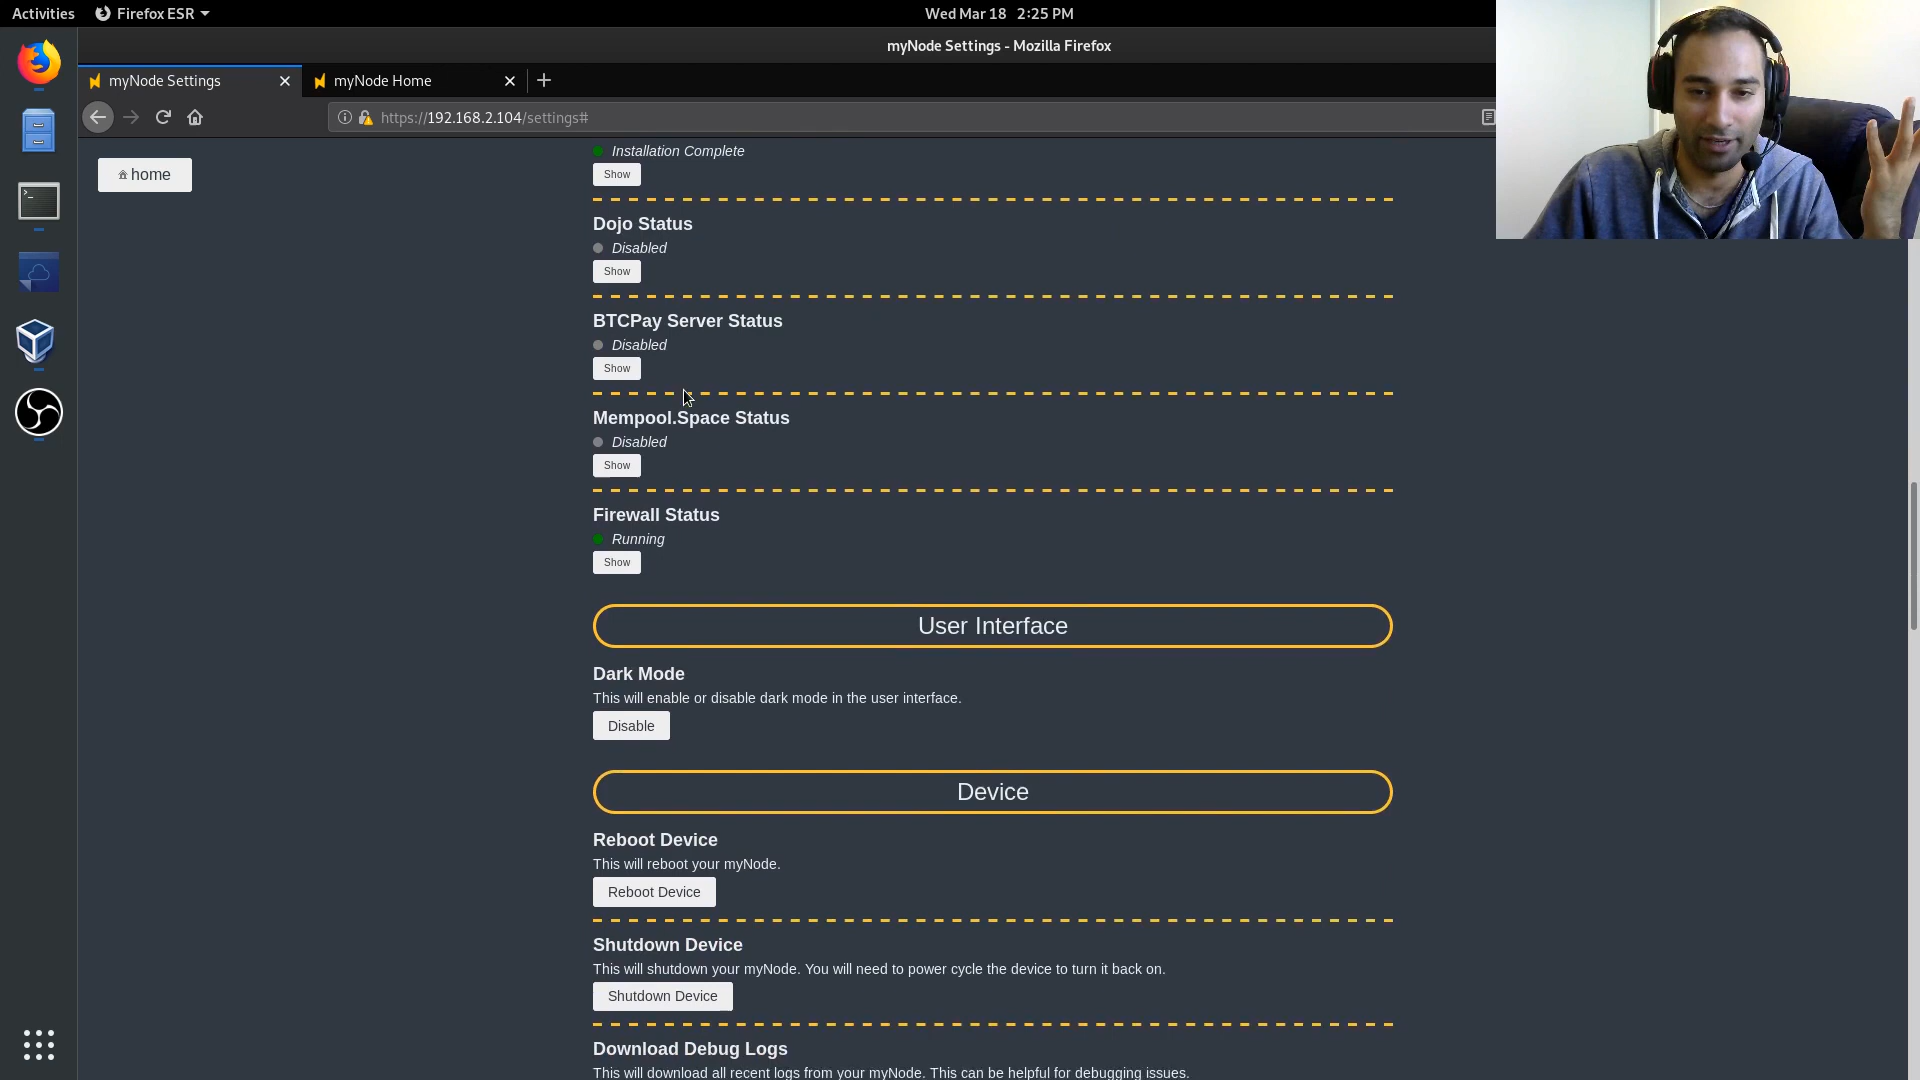 Activities
Firefox ESR
Wed Mar 18 2:25 PM
myNode Settings - Mozilla Firefox
myNode Settings
myNode Home
https://192.168.2.104/settings#
home
Installation Complete
Show
Dojo Status
Disabled
Show
BTCPay Server Status
Disabled
Show
Mempool.Space Status
Disabled
Show
Firewall Status
Running
Show
User Interface
Dark Mode
This will enable or disable dark mode in the user interface.
Disable
Device
Reboot Device
This will reboot your myNode.
Reboot Device
Shutdown Device
This will shutdown your myNode. You will need to power cycle the device to turn it back on.
Shutdown Device
Download Debug Logs
This will download all recent logs from your myNode. This can be helpful for debugging issues.